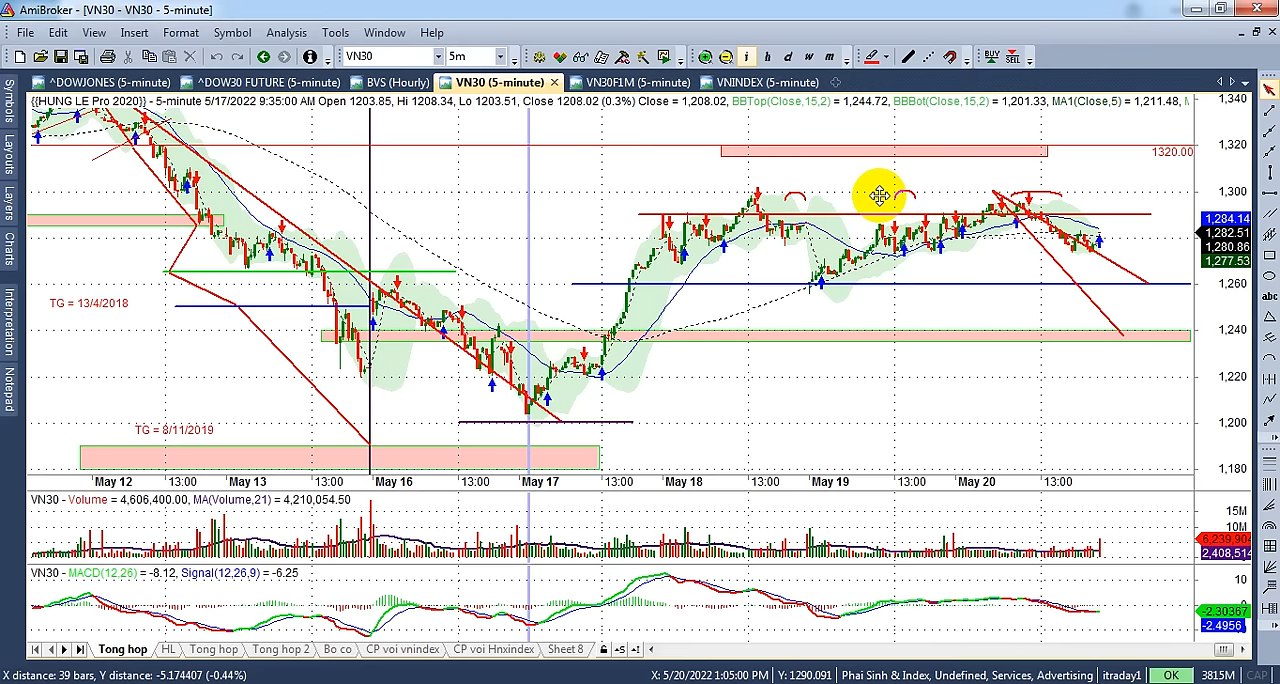 AmiBroker - [VN30 - VN30 - 5-minute]
File Edit View Insert Format Symbol Analysis Tools Window Help
VN30 5m i h d w m BUY SELL
^DOWJONES (5-minute) ^DOW30 FUTURE (5-minute) BVS (Hourly) VN30 (5-minute) VN30F1M (5-minute) VNINDEX (5-minute)
{{HUNG LE Pro 2020}} - 5-minute 5/17/2022 9:35:00 AM Open 1203.85, Hi 1208.34, Lo 1203.51, Close 1208.02 (0.3%) Close = 1,208.02, BBTop(Close,15,2) = 1,244.72, BBBot(Close,15,2) = 1,201.33, MA1(Close,5) = 1,211.48,
Symbols
Layouts
Layers
Charts
Interpretation
Notepad
1,340
1,320
1320.00
1,300
1,284.14
1,282.51
1,280.86
1,277.53
1,260
1,240
1,220
1,200
1,180
TG = 13/4/2018
TG = 8/11/2019
abc
May 12 13:00 May 13 13:00 May 16 13:00 May 17 13:00 May 18 13:00 May 19 13:00 May 20 13:00
VN30 - Volume = 4,606,400.00, MA(Volume,21) = 4,210,054.50
15M
10M
6,239,904
2,408,514
VN30 - MACD(12,26) = -8.12, Signal(12,26,9) = -6.25
10
0
-2.30367
-2.4956
Tong hop HL Tong hop Tong hop 2 Bo co CP voi vnindex CP voi Hnxindex Sheet 8
X distance: 39 bars, Y distance: -5.174407 (-0.44%) X: 5/20/2022 1:05:00 PM Y: 1290.091 Phai Sinh & Index, Undefined, Services, Advertising itraday1 OK 3815M CAP